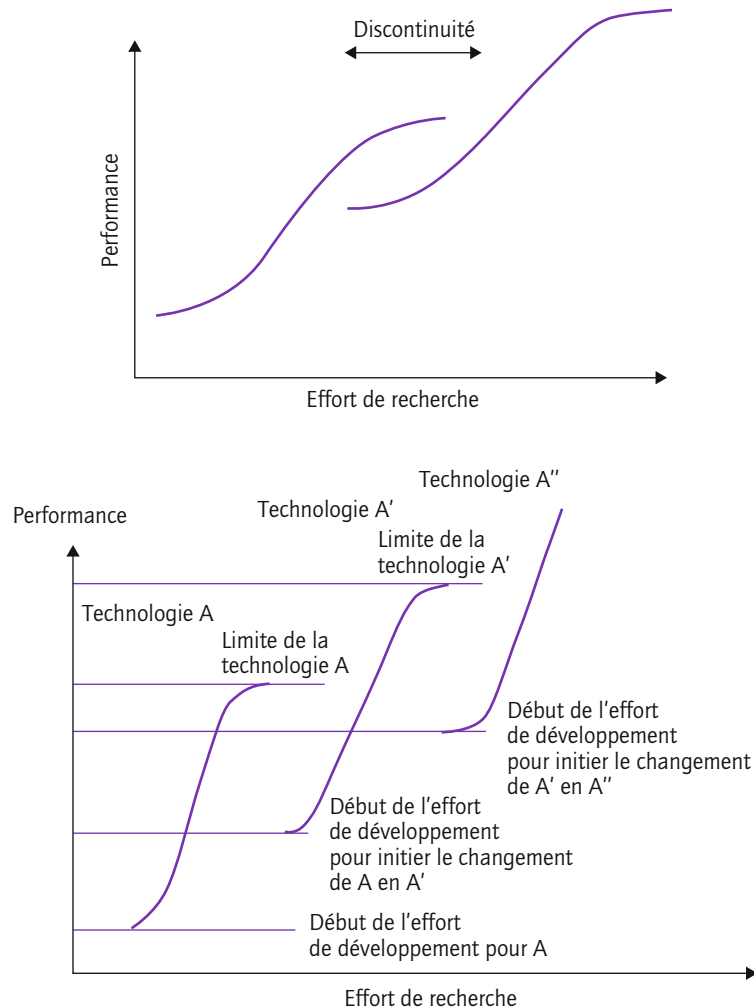 Discontinuité
Performance
Effort de recherche
Technologie A''
Technologie A'
Performance
Limite de la
technologie A'
Technologie A
Limite de la
technologie A
Début de l'effort
de développement
pour initier le changement
de A' en A''
Début de l'effort
de développement
pour initier le changement
de A en A'
Début de l'effort
de développement pour A
Effort de recherche